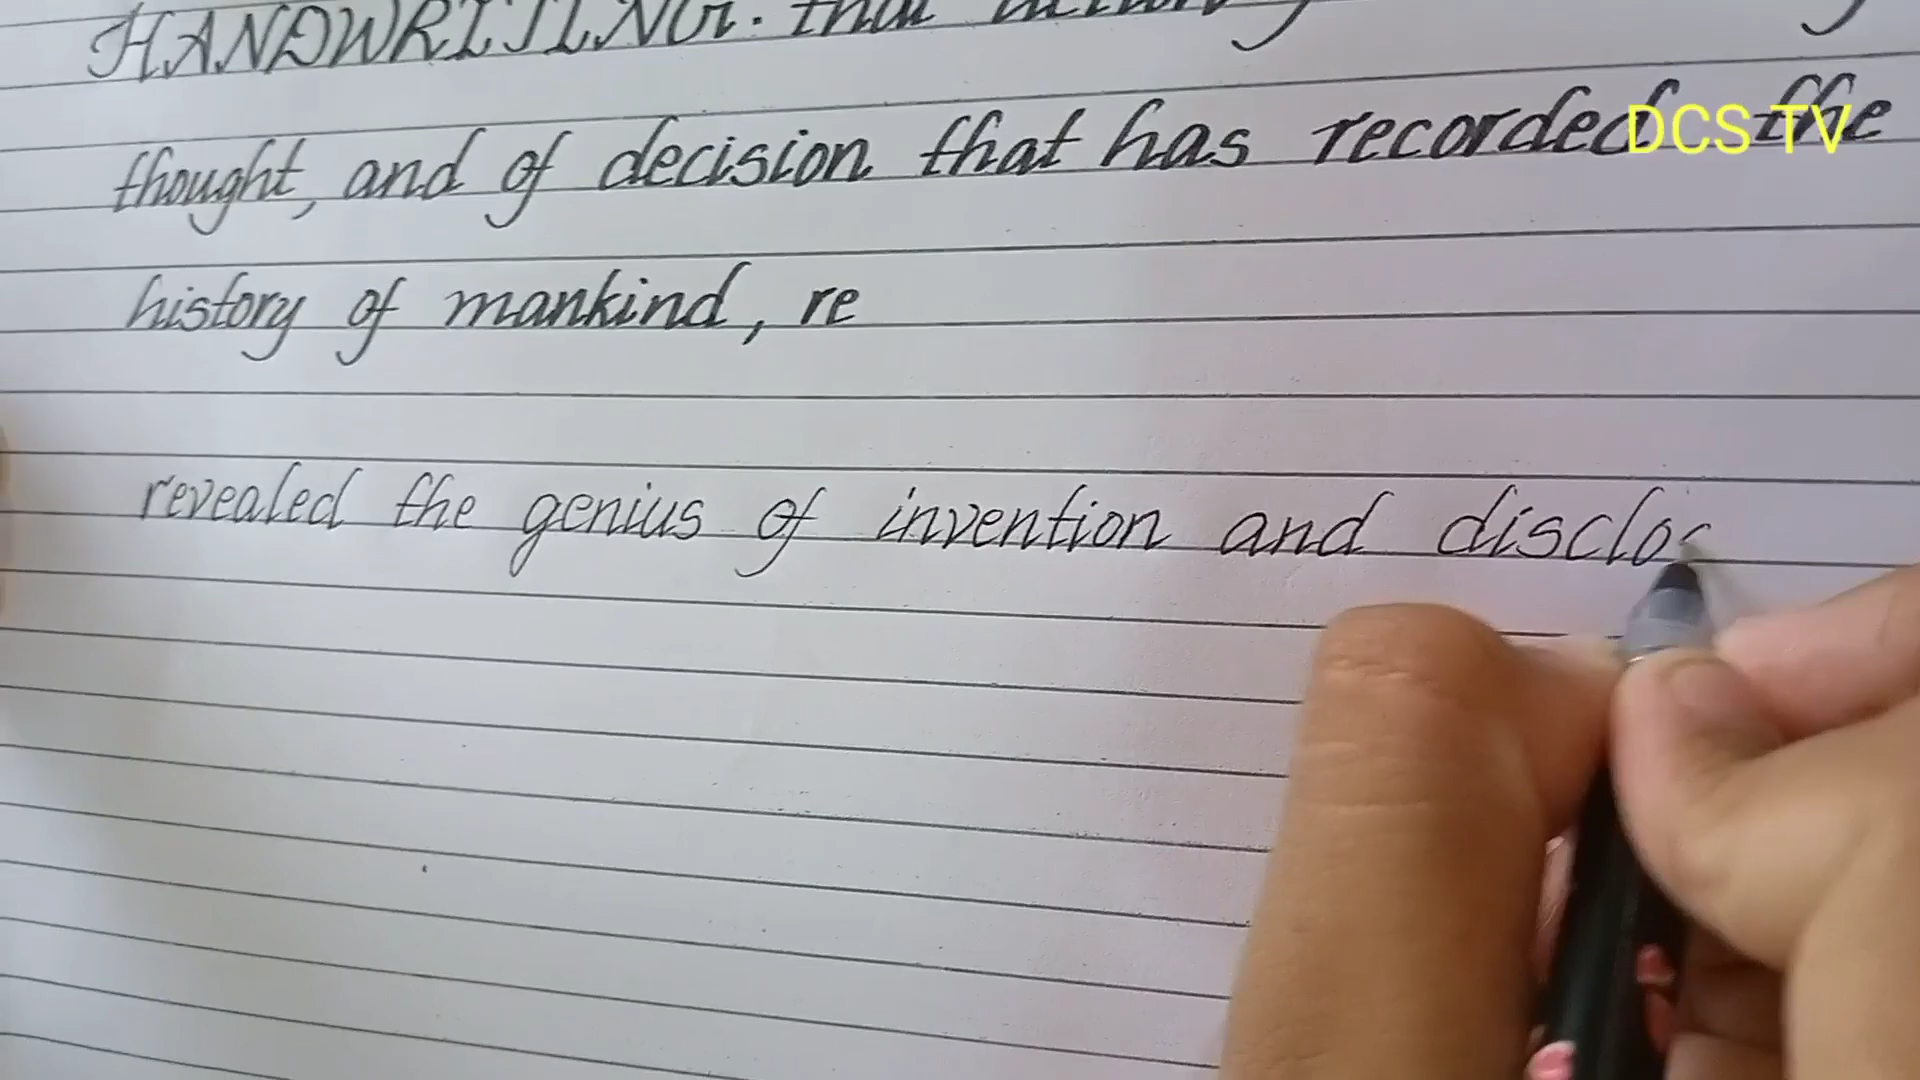 HANDWRITING. that
thought, and of decision that has recorded the
DCS TV
history of mankind, re
revealed the genius of invention and disclos